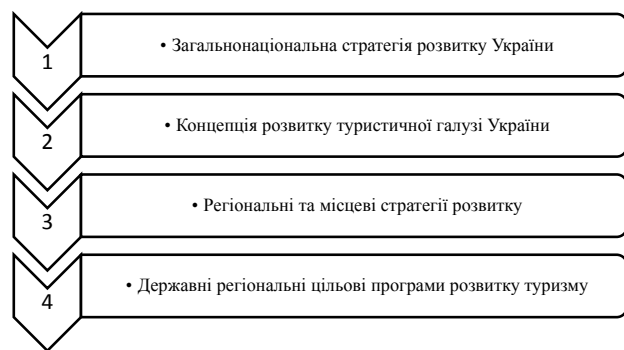 1
• Загальнонаціональна стратегія розвитку України
2
• Концепція розвитку туристичної галузі України
3
• Регіональні та місцеві стратегії розвитку
4
• Державні регіональні цільові програми розвитку туризму